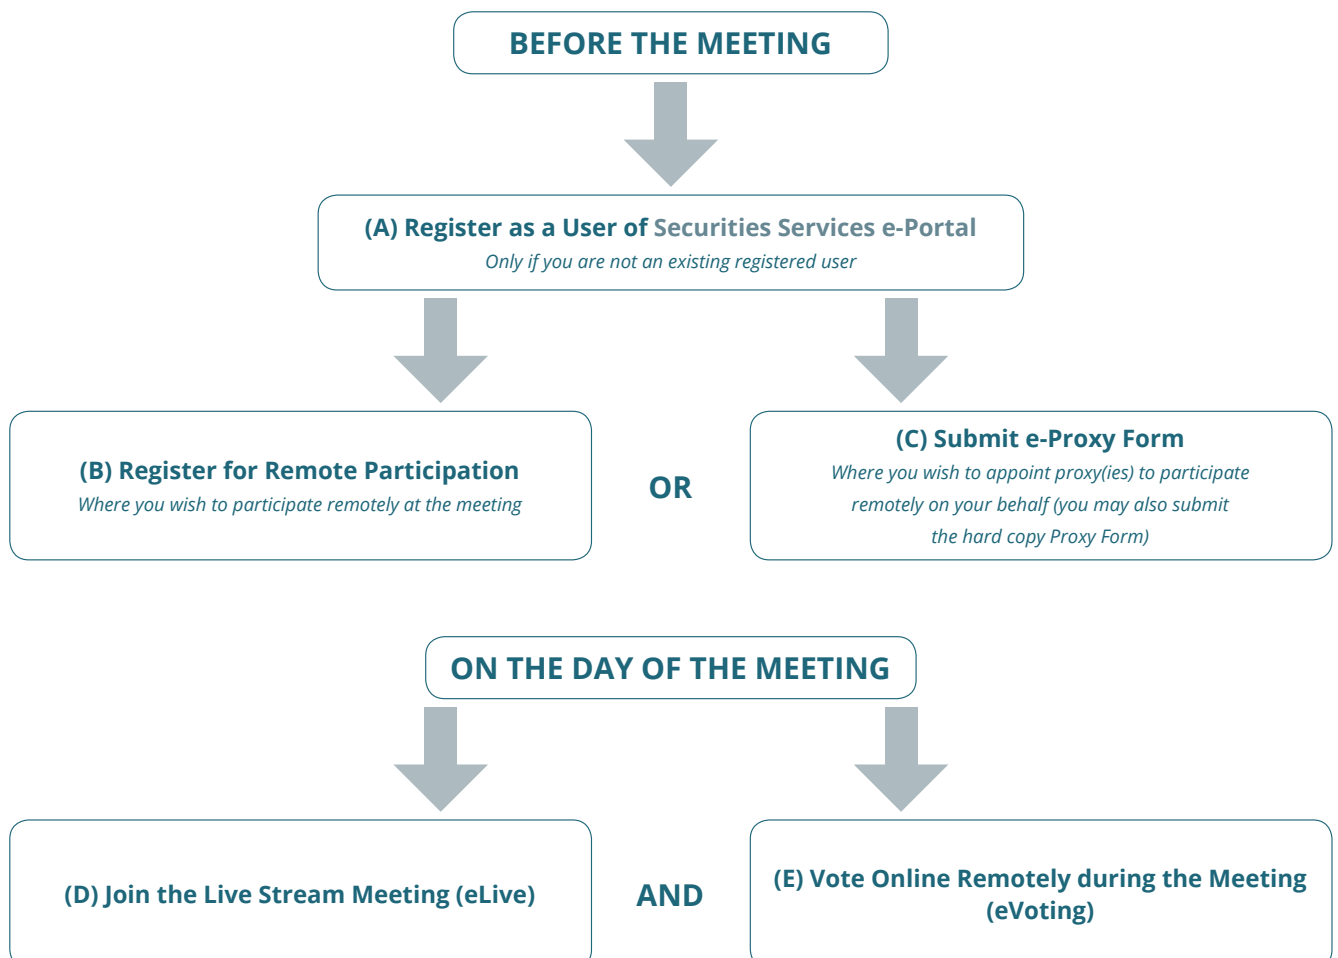 BEFORE THE MEETING
(A) Register as a User of Securities Services e-Portal
Only if you are not an existing registered user
(B) Register for Remote Participation
Where you wish to participate remotely at the meeting
OR
(C) Submit e-Proxy Form
Where you wish to appoint proxy(ies) to participate
remotely on your behalf (you may also submit
the hard copy Proxy Form)
ON THE DAY OF THE MEETING
(D) Join the Live Stream Meeting (eLive)
AND
(E) Vote Online Remotely during the Meeting
(eVoting)